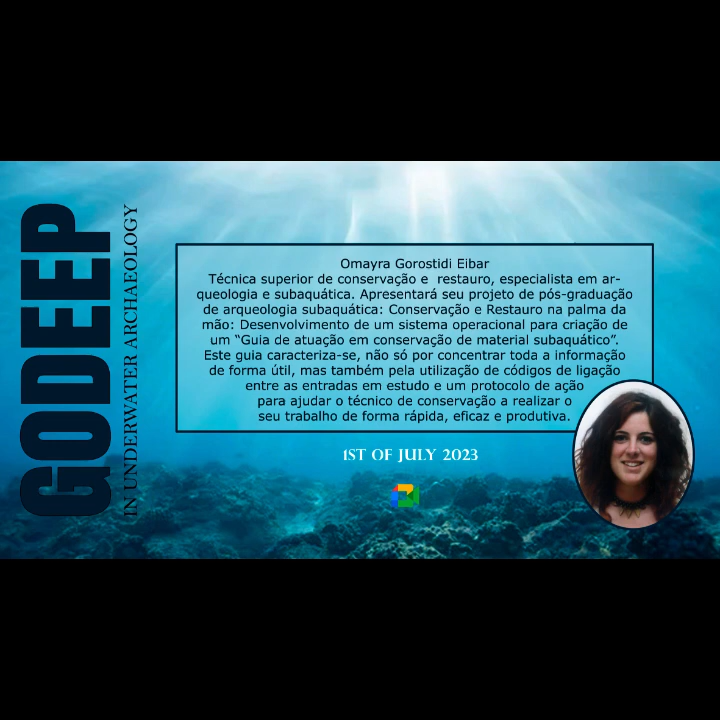 GODEEP
IN UNDERWATER ARCHAEOLOGY
Omayra Gorostidi Eibar
Técnica superior de conservação e restauro, especialista em ar-
queologia e subaquática. Apresentará seu projeto de pós-graduação
de arqueologia subaquática: Conservação e Restauro na palma da
mão: Desenvolvimento de um sistema operacional para criação de
um “Guia de atuação em conservação de material subaquático”.
Este guia caracteriza-se, não só por concentrar toda a informação
de forma útil, mas também pela utilização de códigos de ligação
entre as entradas em estudo e um protocolo de ação
para ajudar o técnico de conservação a realizar o
seu trabalho de forma rápida, eficaz e produtiva.
1ST OF JULY 2023